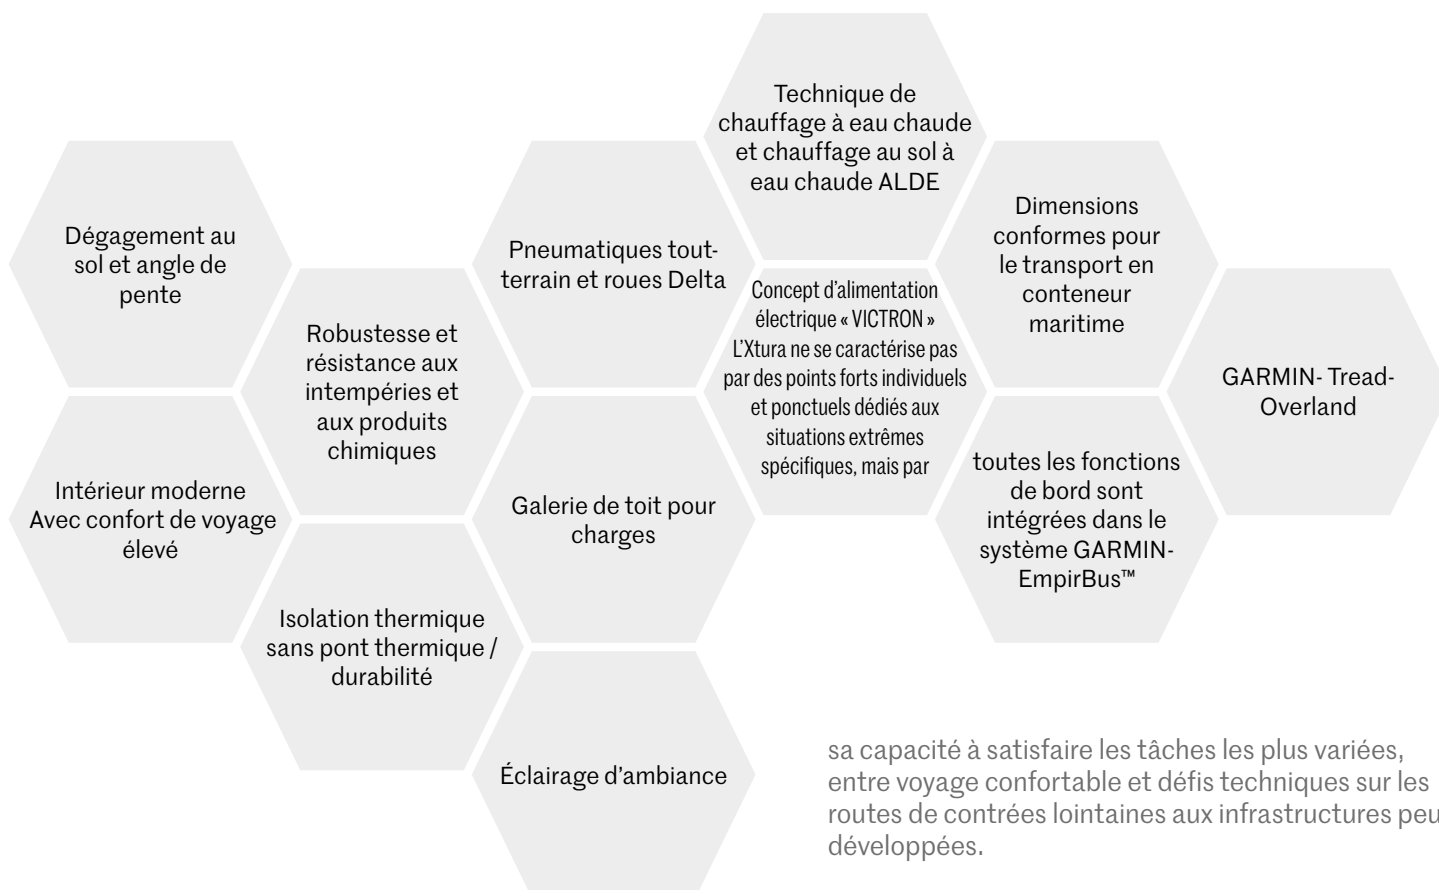 Technique de
chauffage à eau chaude
et chauffage au sol à
eau chaude ALDE
Dégagement au
sol et angle de
pente
Pneumatiques tout-
terrain et roues Delta
Dimensions
conformes pour
le transport en
conteneur
maritime
Robustesse et
résistance aux
intempéries et
aux produits
chimiques
Concept d’alimentation
électrique « VICTRON »
L’Xtura ne se caractérise pas
par des points forts individuels
et ponctuels dédiés aux
situations extrêmes
spécifiques, mais par
GARMIN- Tread-
Overland
Intérieur moderne
Avec confort de voyage
élevé
Galerie de toit pour
charges
toutes les fonctions
de bord sont
intégrées dans le
système GARMIN-
EmpirBus™
Isolation thermique
sans pont thermique /
durabilité
Éclairage d’ambiance
sa capacité à satisfaire les tâches les plus variées,
entre voyage confortable et défis techniques sur les
routes de contrées lointaines aux infrastructures peu
développées.